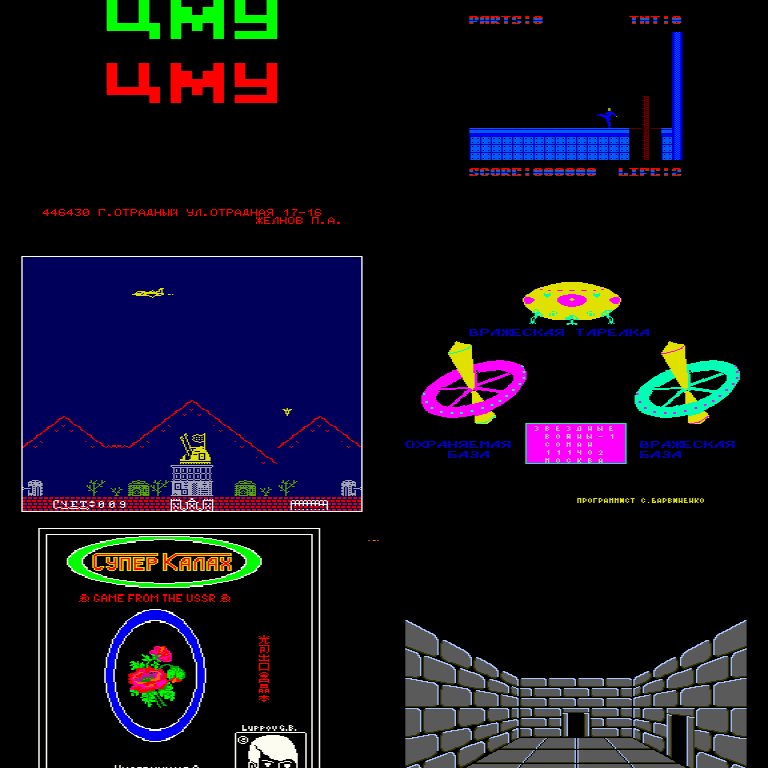 ЦМУ
ЦМУ
446430 Г.ОТРАДНЫЙ УЛ.ОТРАДНАЯ 17-16
ЖЕЛНОВ П.А.
PARTS:0 TNT:0
SCORE:000000 LIFE:2
СЧЕТ:009
ВРАЖЕСКАЯ ТАРЕЛКА
ОХРАНЯЕМАЯ
БАЗА
ЗВЕЗДНЫЕ
ВОЙНЫ-1
СОМАН
111402
МОСКВА
ВРАЖЕСКАЯ
БАЗА
ПРОГРАММИСТ С.БАРВИНЕНКО
СУПЕР КАЛАХ
© GAME FROM THE USSR ©
LUPPOV G.B.